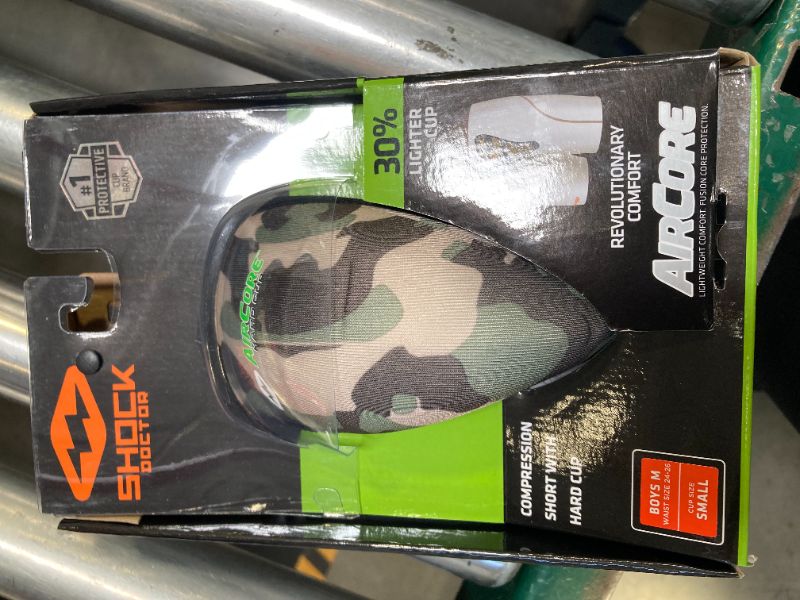 #1
PROTECTIVE
CUP
BRAND
SHOCK
DOCTOR
AIRCORE
30%
LIGHTER
CUP
REVOLUTIONARY
COMFORT
AIRCORE
LIGHTWEIGHT COMFORT. FUSION CORE PROTECTION.
COMPRESSION
SHORT WITH
HARD CUP
BOYS M
WAIST SIZE 24-26
CUP SIZE
SMALL